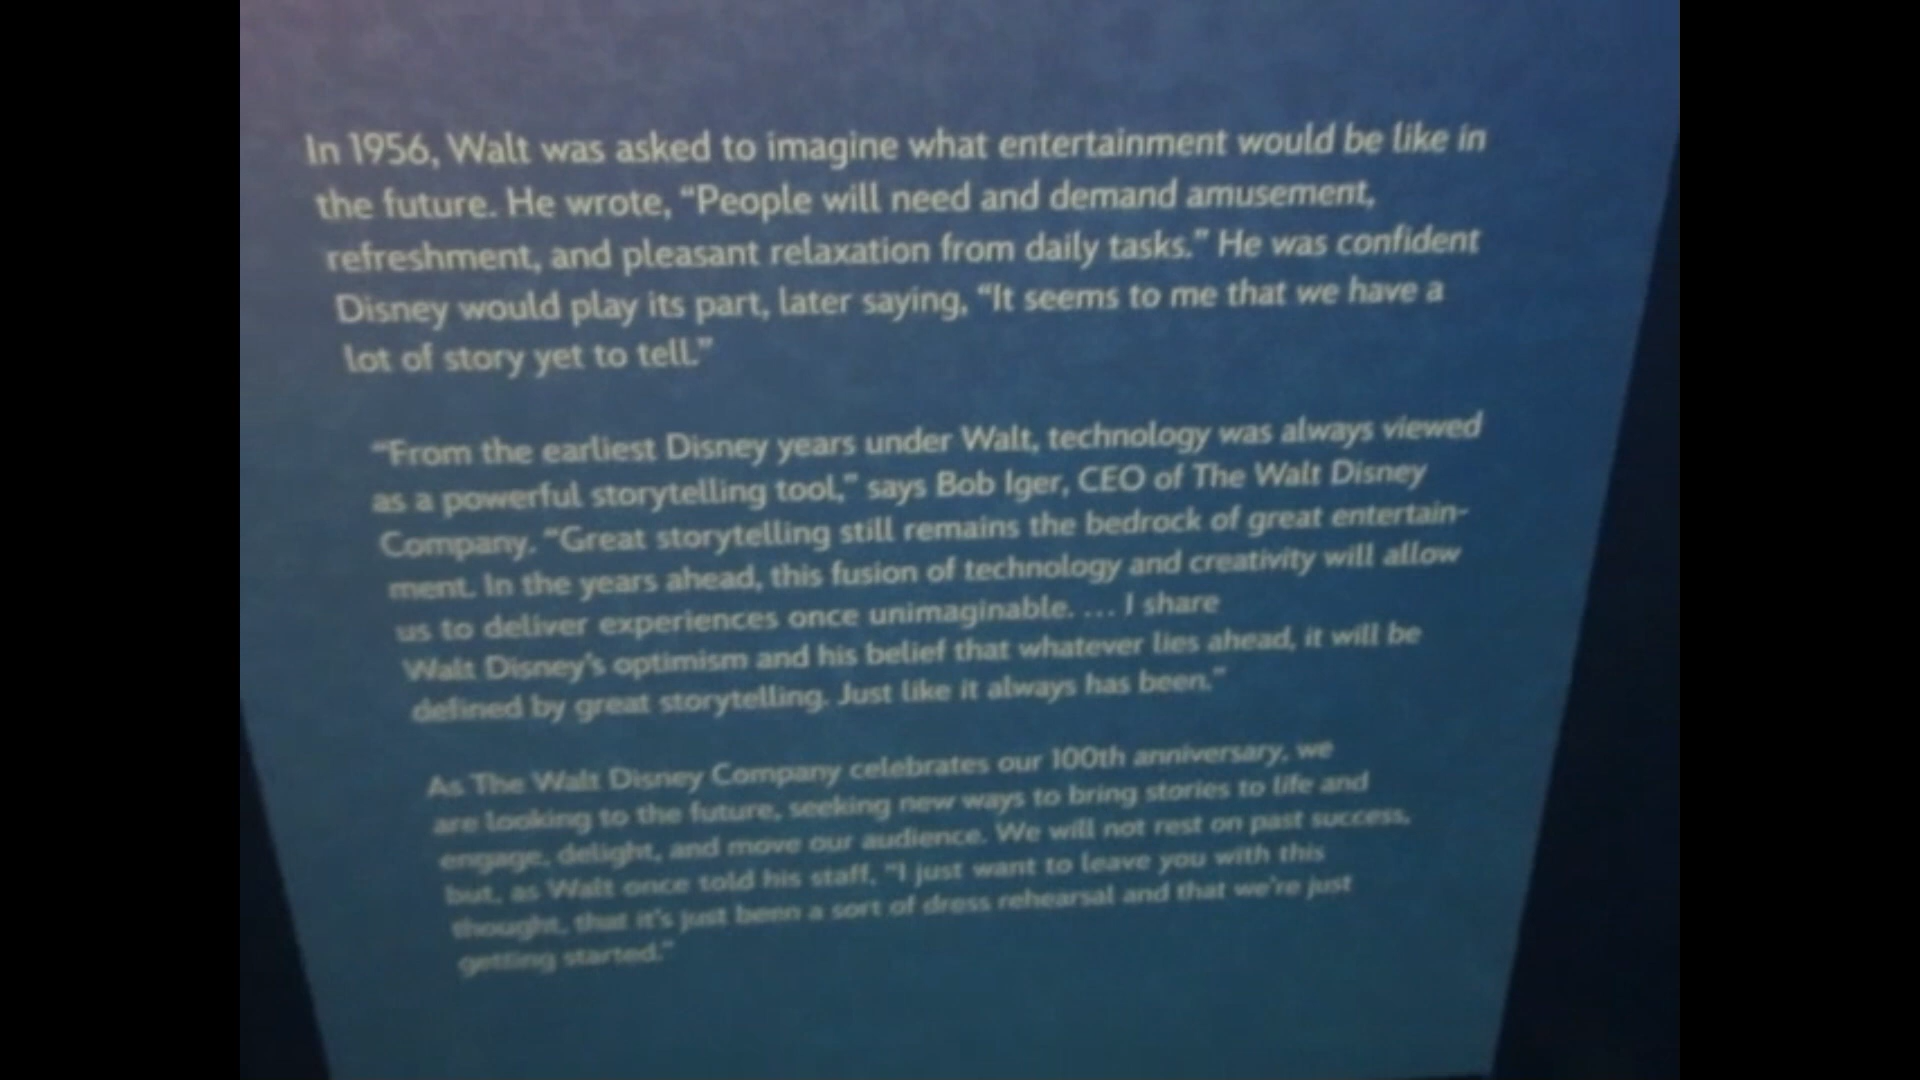 In 1956, Walt was asked to imagine what entertainment would be like in
the future. He wrote, “People will need and demand amusement,
refreshment, and pleasant relaxation from daily tasks.” He was confident
Disney would play its part, later saying, “It seems to me that we have a
lot of story yet to tell.”
“From the earliest Disney years under Walt, technology was always viewed
as a powerful storytelling tool,” says Bob Iger, CEO of The Walt Disney
Company. “Great storytelling still remains the bedrock of great entertain-
ment. In the years ahead, this fusion of technology and creativity will allow
us to deliver experiences once unimaginable. … I share
Walt Disney’s optimism and his belief that whatever lies ahead, it will be
defined by great storytelling. Just like it always has been.”
As The Walt Disney Company celebrates our 100th anniversary, we
are looking to the future, seeking new ways to bring stories to life and
engage, delight, and move our audience. We will not rest on past success,
but, as Walt once told his staff, “I just want to leave you with this
thought, that it’s just been a sort of dress rehearsal and that we’re just
getting started.”